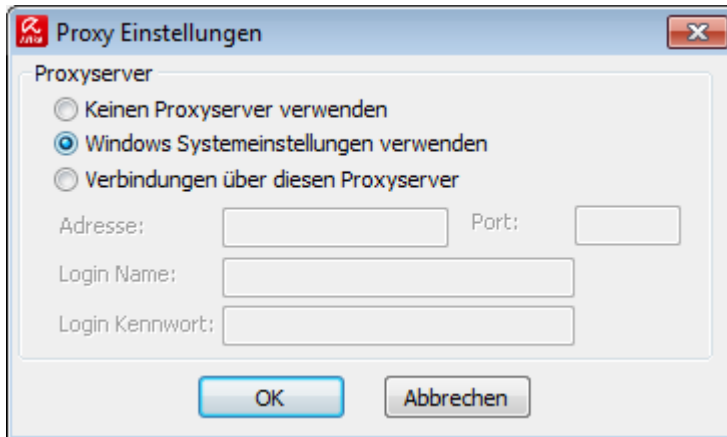 AVIRA
Proxy Einstellungen
Proxyserver
Keinen Proxyserver verwenden
Windows Systemeinstellungen verwenden
Verbindungen über diesen Proxyserver
Adresse: Port:
Login Name:
Login Kennwort:
OK Abbrechen